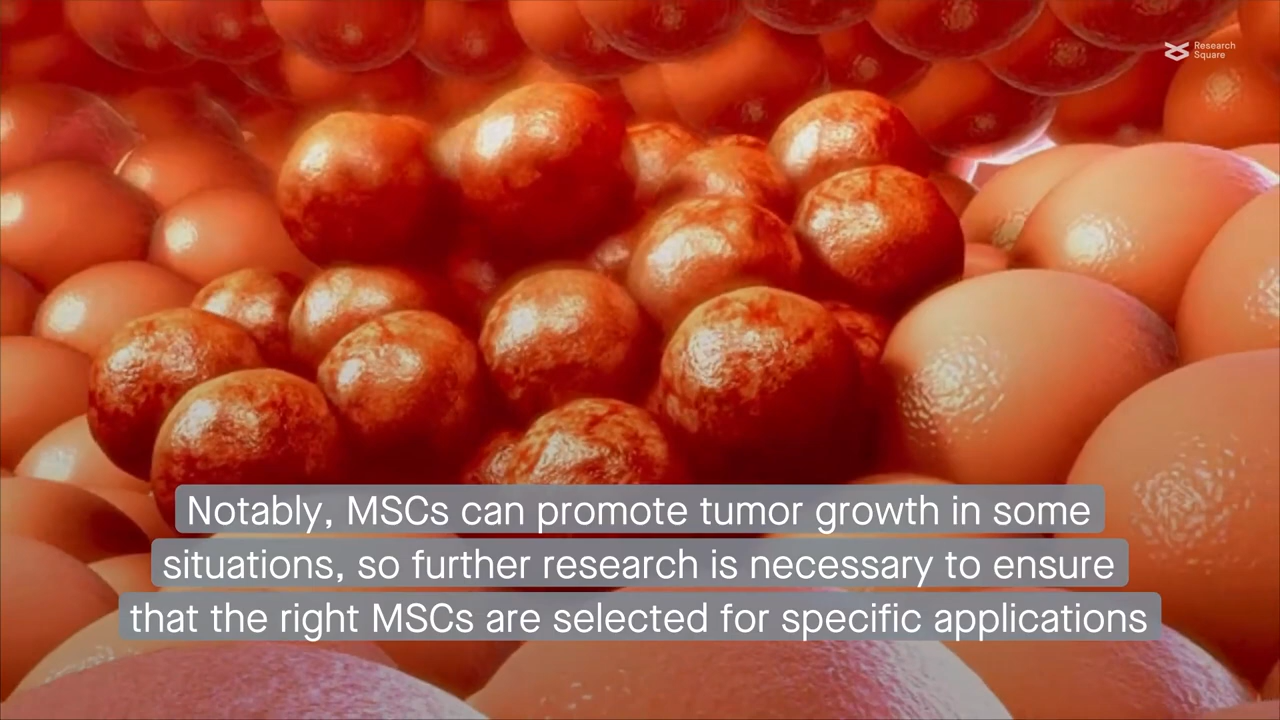 Research
Square
Notably, MSCs can promote tumor growth in some
situations, so further research is necessary to ensure
that the right MSCs are selected for specific applications